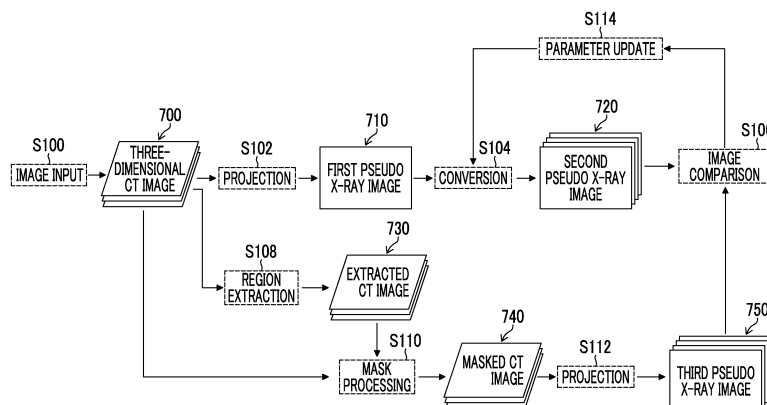 S114
PARAMETER UPDATE
700
710
720
S100
S102
S104
S106
IMAGE INPUT
THREE-
DIMENSIONAL
CT IMAGE
PROJECTION
FIRST PSEUDO
X-RAY IMAGE
CONVERSION
SECOND
PSEUDO X-RAY
IMAGE
IMAGE
COMPARISON
730
S108
REGION
EXTRACTION
EXTRACTED
CT IMAGE
740
750
S110
S112
MASK
PROCESSING
MASKED CT
IMAGE
PROJECTION
THIRD PSEUDO
X-RAY IMAGE